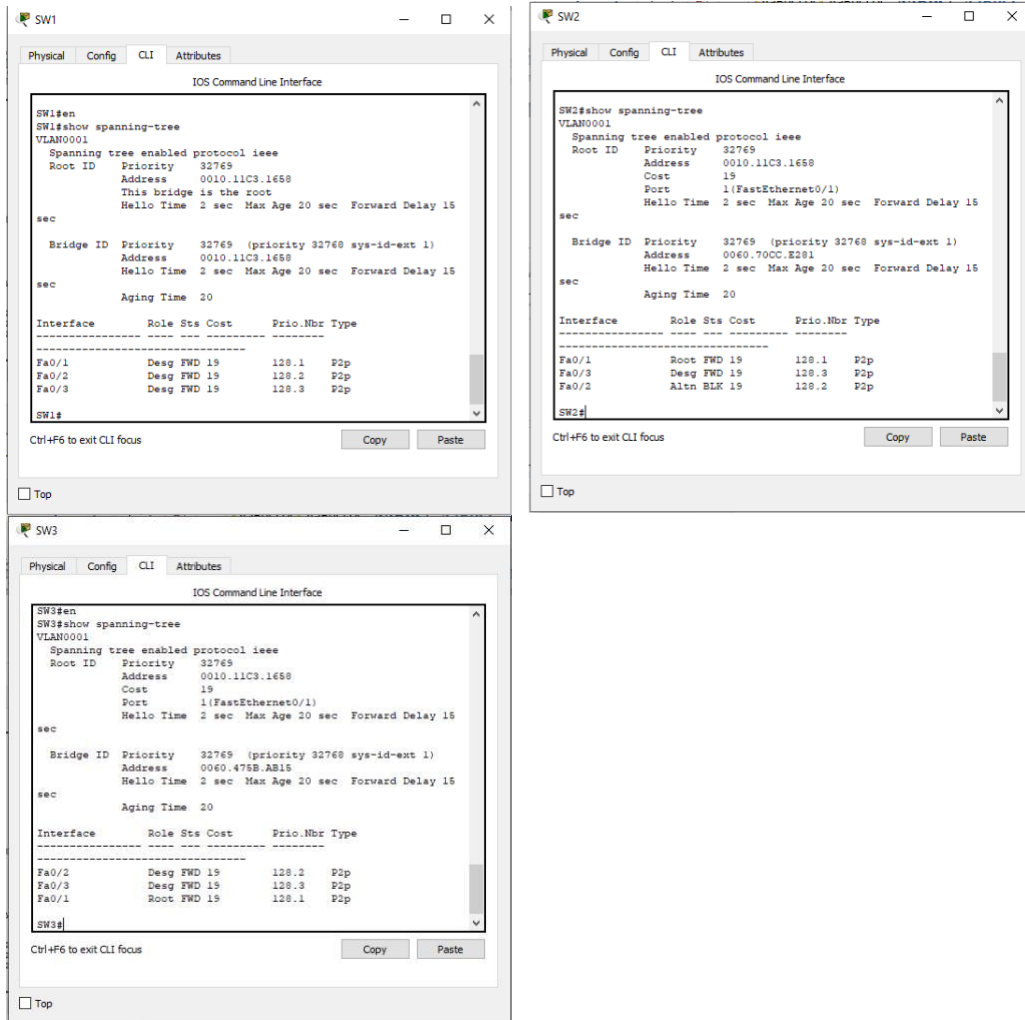 SW1
Physical Config CLI Attributes
IOS Command Line Interface
SW1#en
SW1#show spanning-tree
VLAN0001
Spanning tree enabled protocol ieee
Root ID Priority 32769
Address 0010.11C3.1658
This bridge is the root
Hello Time 2 sec Max Age 20 sec Forward Delay 15
sec
Bridge ID Priority 32769 (priority 32768 sys-id-ext 1)
Address 0010.11C3.1658
Hello Time 2 sec Max Age 20 sec Forward Delay 15
sec
Aging Time 20
Interface Role Sts Cost Prio.Nbr Type
---------------- ---- --- --------- --------
--------------------------------
Fa0/1 Desg FWD 19 128.1 P2p
Fa0/2 Desg FWD 19 128.2 P2p
Fa0/3 Desg FWD 19 128.3 P2p
SW1#
Ctrl+F6 to exit CLI focus
Copy Paste
Top
SW2
Physical Config CLI Attributes
IOS Command Line Interface
SW2#show spanning-tree
VLAN0001
Spanning tree enabled protocol ieee
Root ID Priority 32769
Address 0010.11C3.1658
Cost 19
Port 1(FastEthernet0/1)
Hello Time 2 sec Max Age 20 sec Forward Delay 15
sec
Bridge ID Priority 32769 (priority 32768 sys-id-ext 1)
Address 0060.70CC.E281
Hello Time 2 sec Max Age 20 sec Forward Delay 15
sec
Aging Time 20
Interface Role Sts Cost Prio.Nbr Type
---------------- ---- --- --------- --------
--------------------------------
Fa0/1 Root FWD 19 128.1 P2p
Fa0/3 Desg FWD 19 128.3 P2p
Fa0/2 Altn BLK 19 128.2 P2p
SW2#
Ctrl+F6 to exit CLI focus
Copy Paste
Top
SW3
Physical Config CLI Attributes
IOS Command Line Interface
SW3#en
SW3#show spanning-tree
VLAN0001
Spanning tree enabled protocol ieee
Root ID Priority 32769
Address 0010.11C3.1658
Cost 19
Port 1(FastEthernet0/1)
Hello Time 2 sec Max Age 20 sec Forward Delay 15
sec
Bridge ID Priority 32769 (priority 32768 sys-id-ext 1)
Address 0060.475B.AB15
Hello Time 2 sec Max Age 20 sec Forward Delay 15
sec
Aging Time 20
Interface Role Sts Cost Prio.Nbr Type
---------------- ---- --- --------- --------
--------------------------------
Fa0/2 Desg FWD 19 128.2 P2p
Fa0/3 Desg FWD 19 128.3 P2p
Fa0/1 Root FWD 19 128.1 P2p
SW3#
Ctrl+F6 to exit CLI focus
Copy Paste
Top